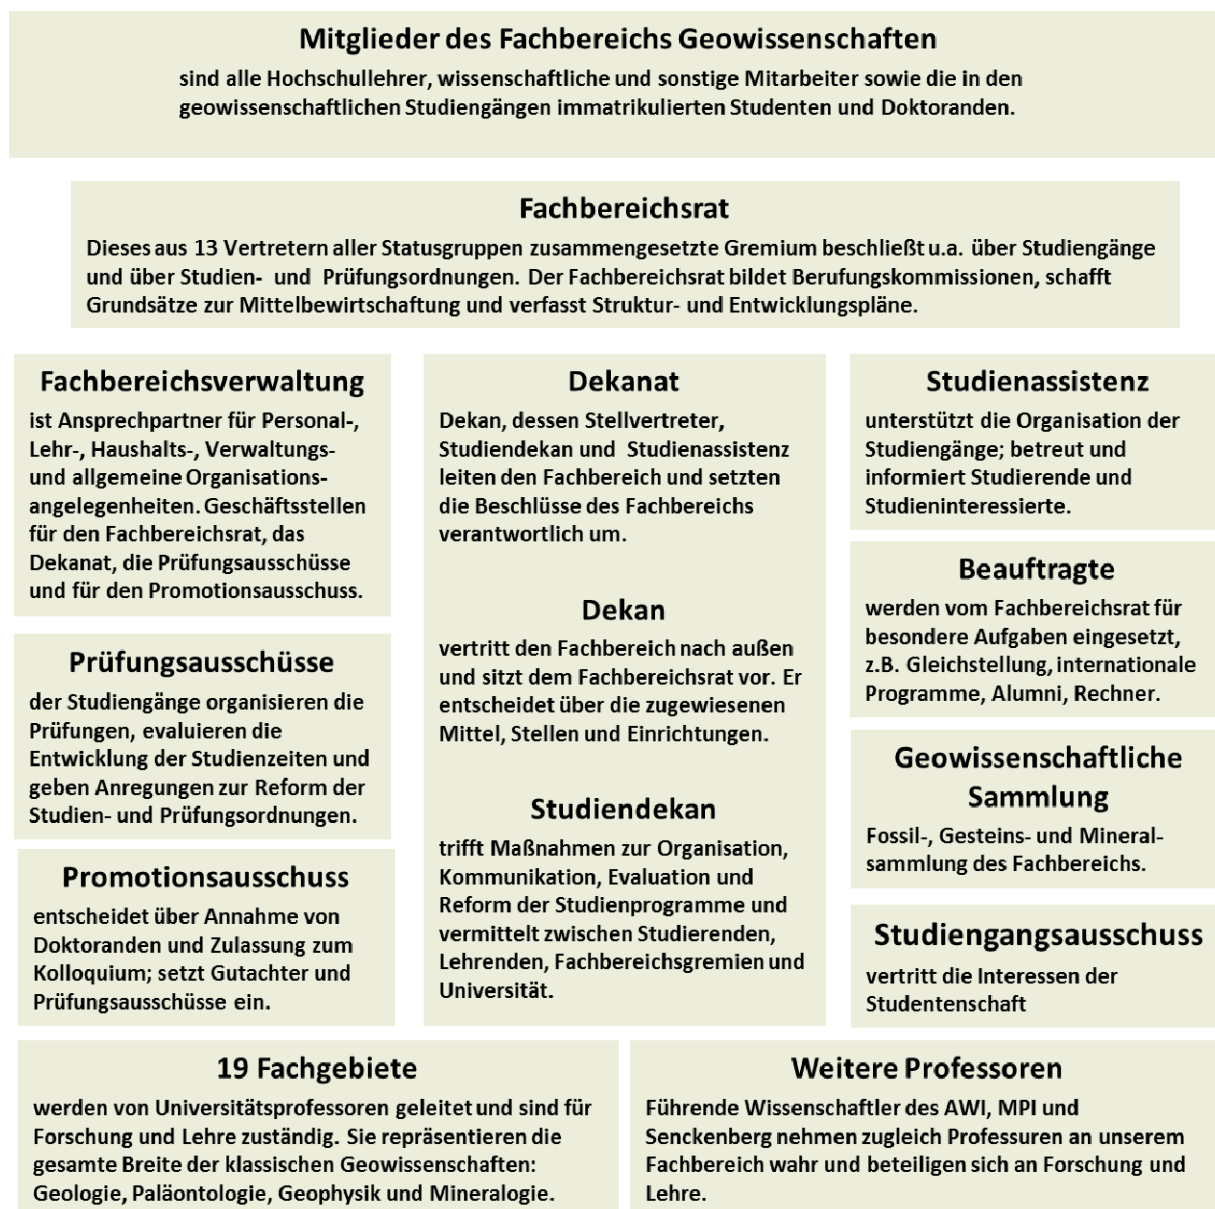 Mitglieder des Fachbereichs Geowissenschaften
sind alle Hochschullehrer, wissenschaftliche und sonstige Mitarbeiter sowie die in den
geowissenschaftlichen Studiengängen immatrikulierten Studenten und Doktoranden.
Fachbereichsrat
Dieses aus 13 Vertretern aller Statusgruppen zusammengesetzte Gremium beschließt u.a. über Studiengänge
und über Studien- und Prüfungsordnungen. Der Fachbereichsrat bildet Berufungskommissionen, schafft
Grundsätze zur Mittelbewirtschaftung und verfasst Struktur- und Entwicklungspläne.
Fachbereichsverwaltung
ist Ansprechpartner für Personal-,
Lehr-, Haushalts-, Verwaltungs-
und allgemeine Organisations-
angelegenheiten. Geschäftsstellen
für den Fachbereichsrat, das
Dekanat, die Prüfungsausschüsse
und für den Promotionsausschuss.
Prüfungsausschüsse
der Studiengänge organisieren die
Prüfungen, evaluieren die
Entwicklung der Studienzeiten und
geben Anregungen zur Reform der
Studien- und Prüfungsordnungen.
Promotionsausschuss
entscheidet über Annahme von
Doktoranden und Zulassung zum
Kolloquium; setzt Gutachter und
Prüfungsausschüsse ein.
Dekanat
Dekan, dessen Stellvertreter,
Studiendekan und Studienassistenz
leiten den Fachbereich und setzten
die Beschlüsse des Fachbereichs
verantwortlich um.
Dekan
vertritt den Fachbereich nach außen
und sitzt dem Fachbereichsrat vor. Er
entscheidet über die zugewiesenen
Mittel, Stellen und Einrichtungen.
Studiendekan
trifft Maßnahmen zur Organisation,
Kommunikation, Evaluation und
Reform der Studienprogramme und
vermittelt zwischen Studierenden,
Lehrenden, Fachbereichsgremien und
Universität.
Studienassistenz
unterstützt die Organisation der
Studiengänge; betreut und
informiert Studierende und
Studieninteressierte.
Beauftragte
werden vom Fachbereichsrat für
besondere Aufgaben eingesetzt,
z.B. Gleichstellung, internationale
Programme, Alumni, Rechner.
Geowissenschaftliche
Sammlung
Fossil-, Gesteins- und Mineral-
sammlung des Fachbereichs.
Studiengangsausschuss
vertritt die Interessen der
Studentenschaft
19 Fachgebiete
werden von Universitätsprofessoren geleitet und sind für
Forschung und Lehre zuständig. Sie repräsentieren die
gesamte Breite der klassischen Geowissenschaften:
Geologie, Paläontologie, Geophysik und Mineralogie.
Weitere Professoren
Führende Wissenschaftler des AWI, MPI und
Senckenberg nehmen zugleich Professuren an unserem
Fachbereich wahr und beteiligen sich an Forschung und
Lehre.